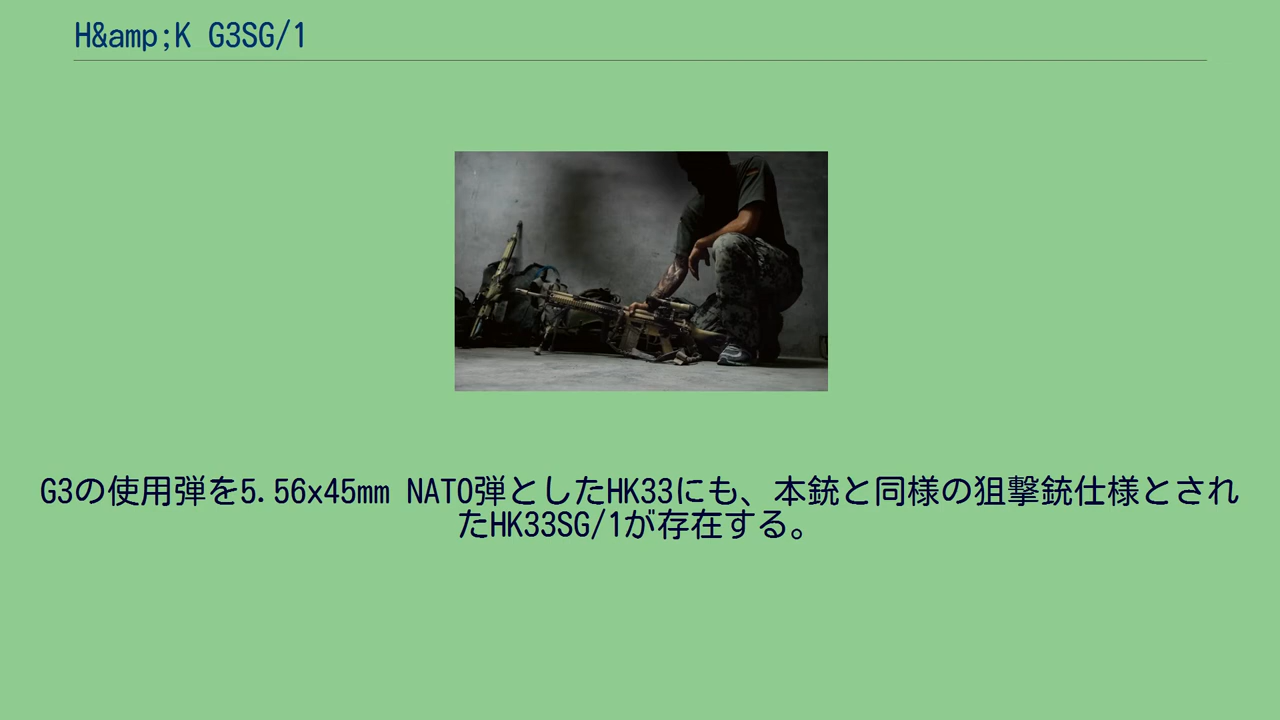 H&amp;K G3SG/1
G3の使用弾を5.56x45mm NATO弾としたHK33にも、本銃と同様の狙撃銃仕様とされ
たHK33SG/1が存在する。